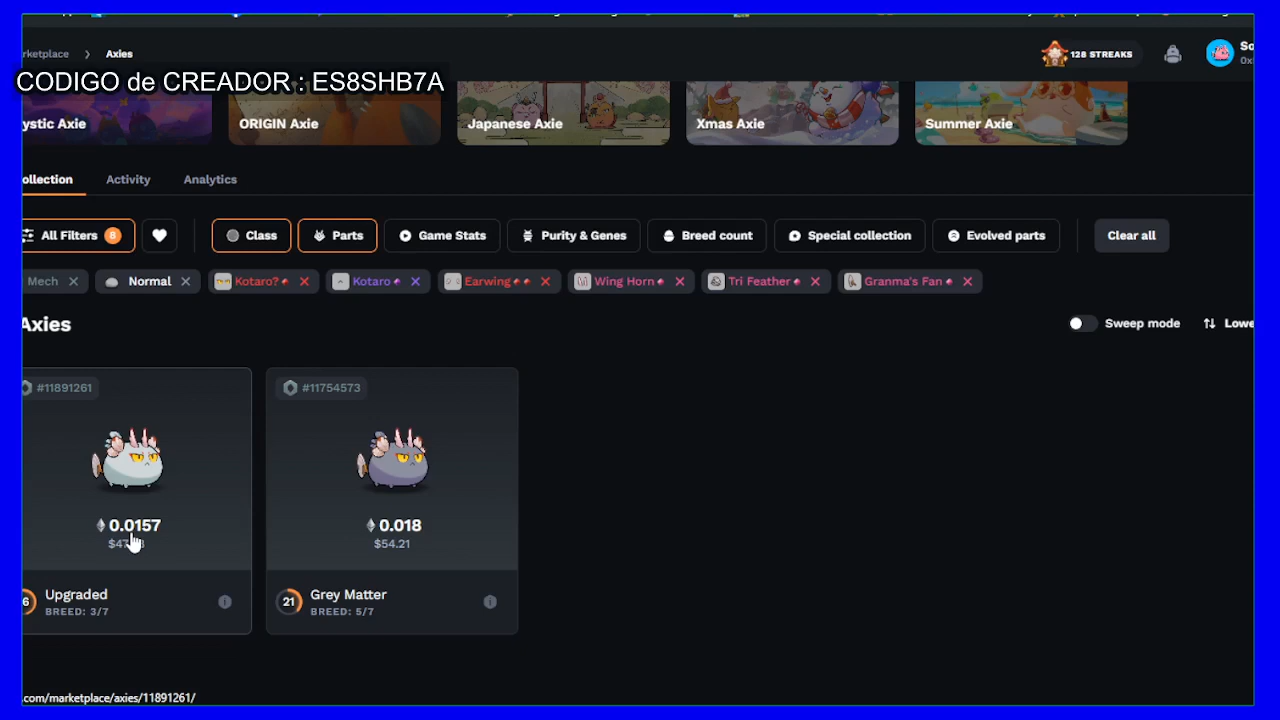 rketplace > Axies
128 STREAKS
So
0x
CODIGO de CREADOR : ES8SHB7A
ystic Axie
ORIGIN Axie
Japanese Axie
Xmas Axie
Summer Axie
ollection
Activity
Analytics
All Filters 8
Class
Parts
Game Stats
Purity & Genes
Breed count
Special collection
Evolved parts
Clear all
Mech
Normal
Kotaro?
Kotaro
Earwing
Wing Horn
Tri Feather
Granma's Fan
Axies
Sweep mode
Lowe
#11891261
0.0157
Upgraded
BREED: 3/7
#11754573
0.018
$54.21
21
Grey Matter
BREED: 5/7
.com/marketplace/axies/11891261/